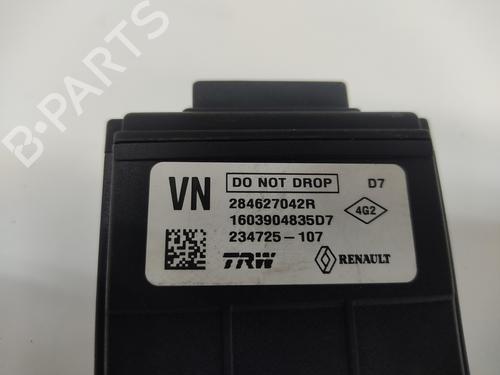 B-PARTS
VN DO NOT DROP D7
284627042R
1603904835D7 4G2
234725-107
TRW RENAULT